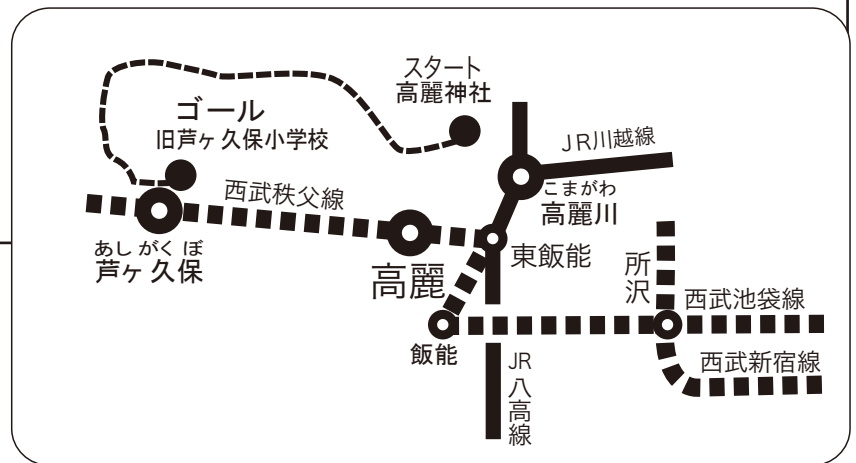 スタート
高麗神社
ゴール
旧芦ヶ久保小学校
JR川越線
西武秩父線
こまがわ
高麗川
あしがくぼ
芦ヶ久保
高麗
東飯能
所沢
西武池袋線
飯能
JR八高線
西武新宿線